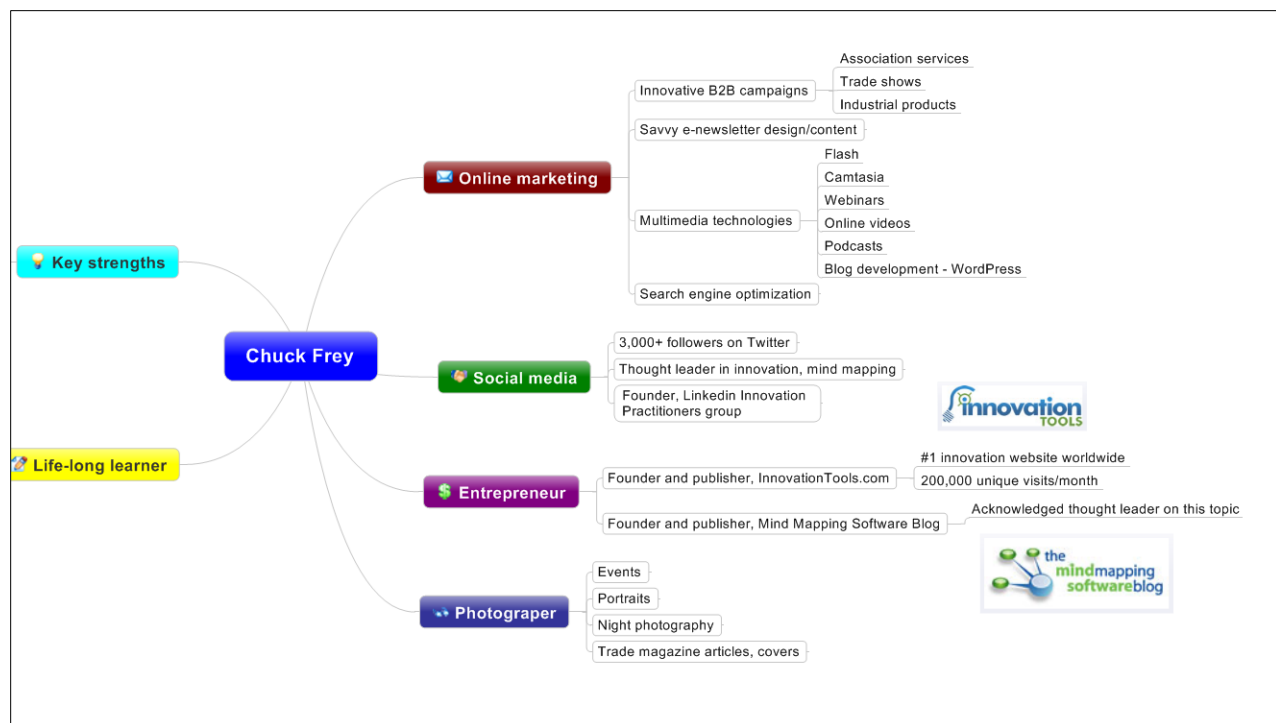 Chuck Frey
Key strengths
Life-long learner
Online marketing
Innovative B2B campaigns
Association services
Trade shows
Industrial products
Savvy e-newsletter design/content
Multimedia technologies
Flash
Camtasia
Webinars
Online videos
Podcasts
Blog development - WordPress
Search engine optimization
Social media
3,000+ followers on Twitter
Thought leader in innovation, mind mapping
Founder, Linkedin Innovation
Practitioners group
innovation
TOOLS
Entrepreneur
Founder and publisher, InnovationTools.com
#1 innovation website worldwide
200,000 unique visits/month
Founder and publisher, Mind Mapping Software Blog
Acknowledged thought leader on this topic
the
mindmapping
softwareblog
Photograper
Events
Portraits
Night photography
Trade magazine articles, covers